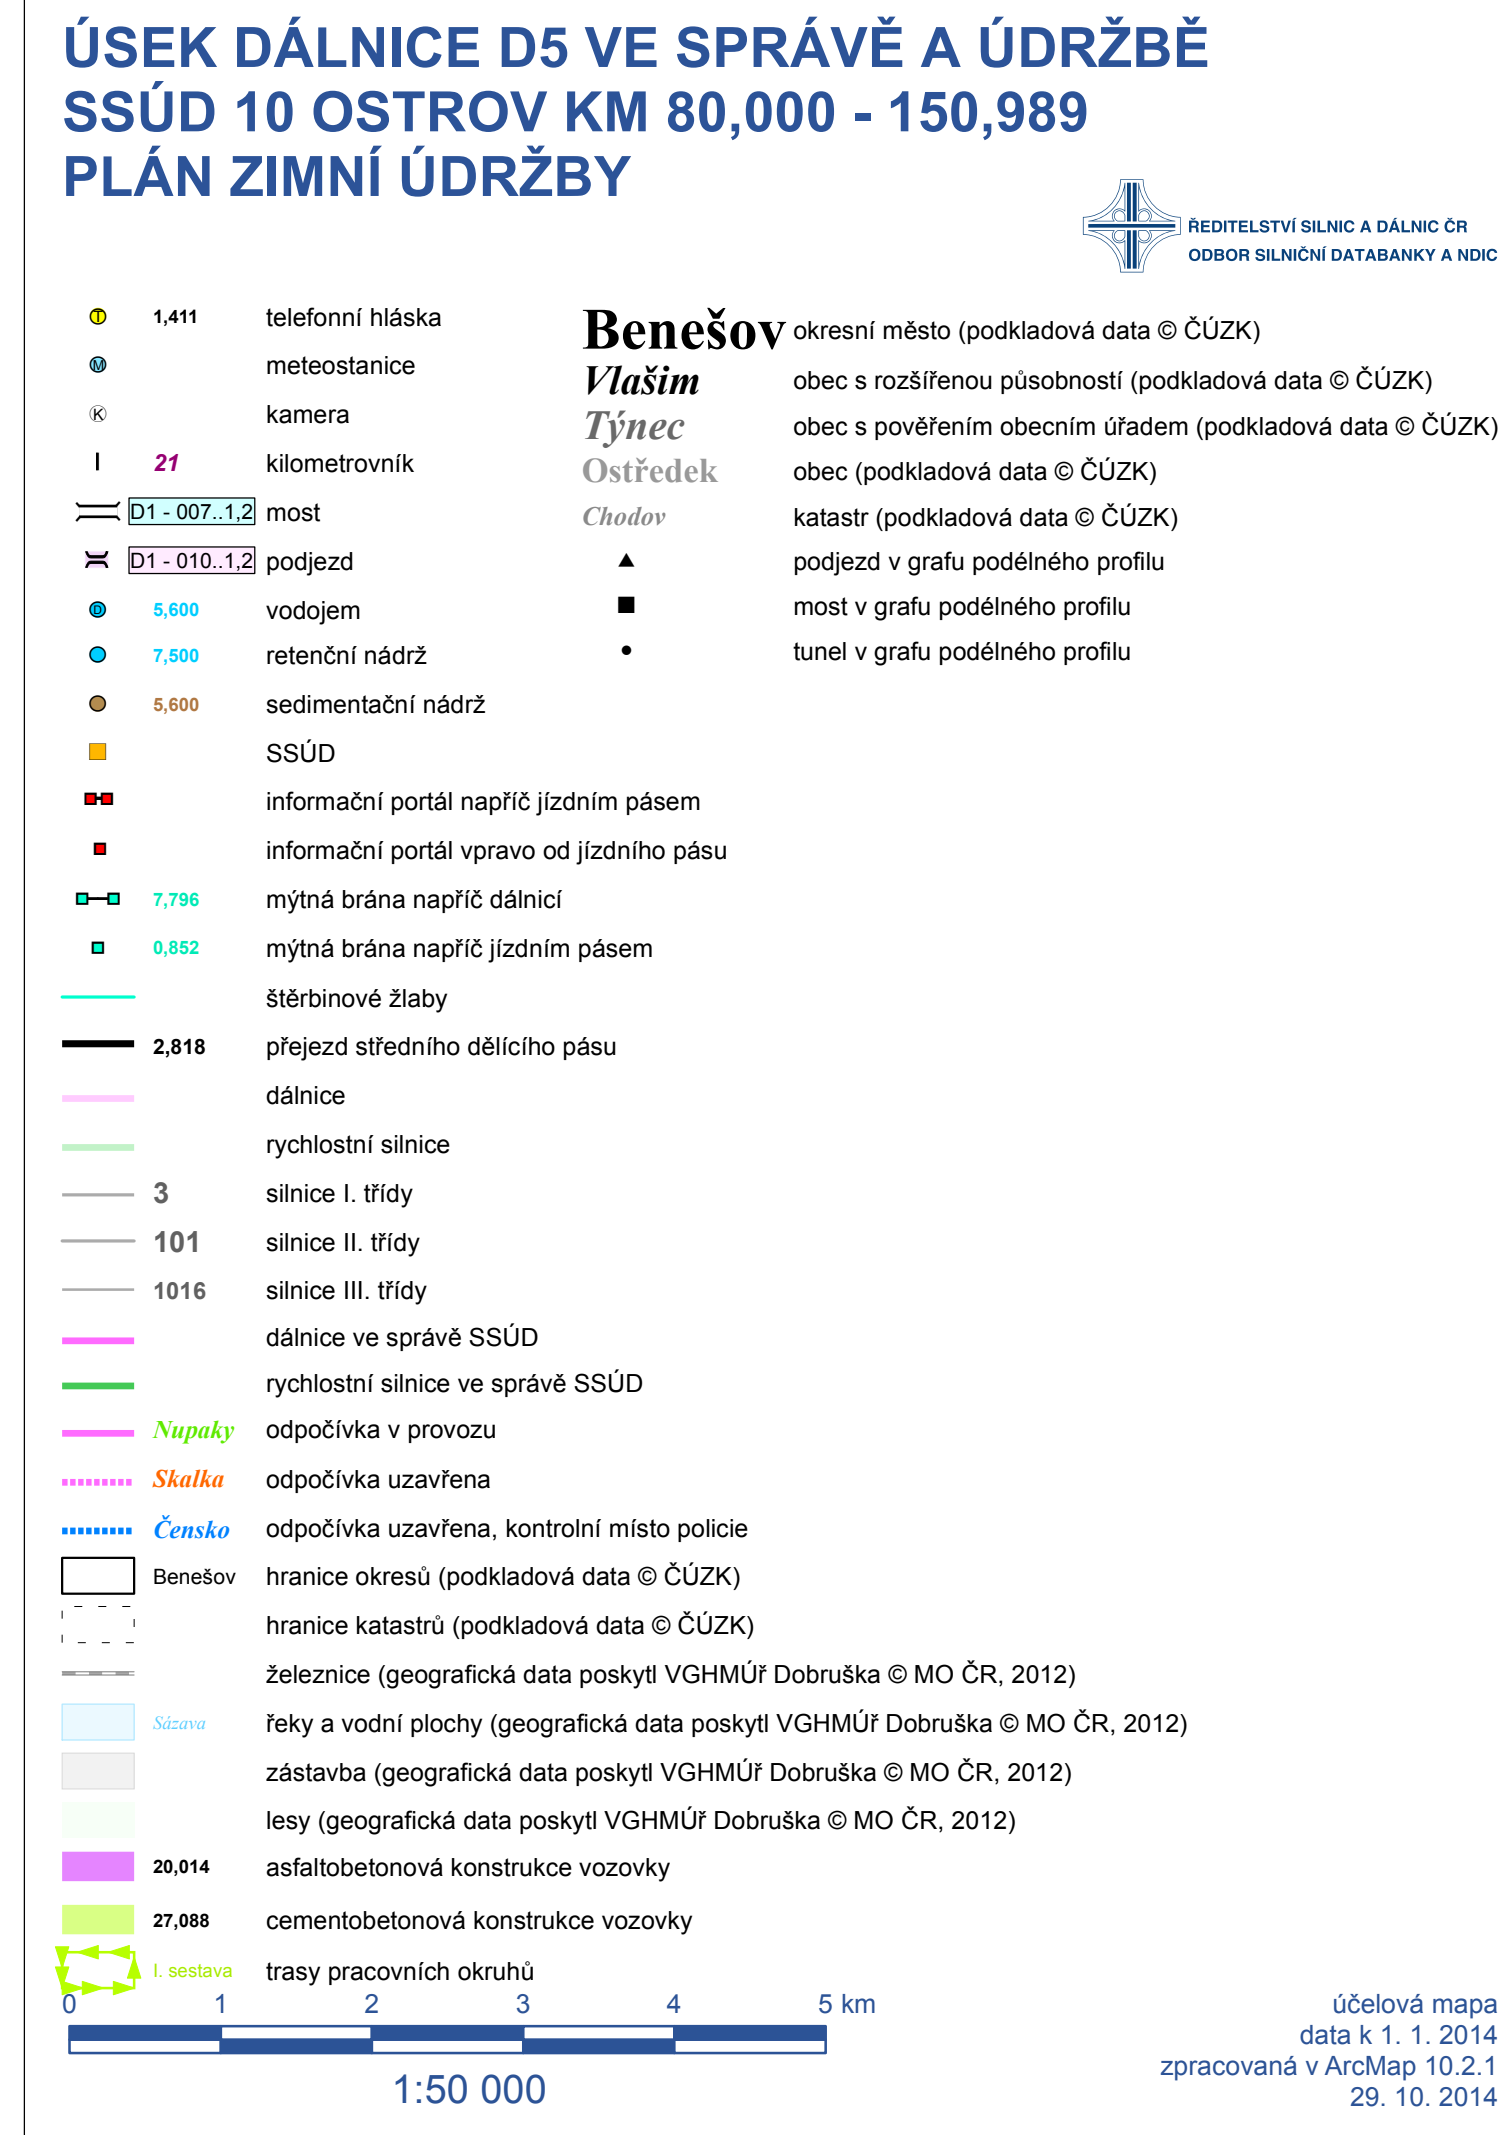 ÚSEK DÁLNICE D5 VE SPRÁVĚ A ÚDRŽBĚ
SSÚD 10 OSTROV KM 80,000 - 150,989
PLÁN ZIMNÍ ÚDRŽBY
ŘEDITELSTVÍ SILNIC A DÁLNIC ČR
ODBOR SILNIČNÍ DATABANKY A NDIC
T 1,411 telefonní hláska
M meteostanice
K kamera
21 kilometrovník
D1 - 007..1,2 most
D1 - 010..1,2 podjezd
D 5,600 vodojem
7,500 retenční nádrž
5,600 sedimentační nádrž
SSÚD
informační portál napříč jízdním pásem
informační portál vpravo od jízdního pásu
7,796 mýtná brána napříč dálnicí
0,852 mýtná brána napříč jízdním pásem
štěrbinové žlaby
2,818 přejezd středního dělícího pásu
dálnice
rychlostní silnice
3 silnice I. třídy
101 silnice II. třídy
1016 silnice III. třídy
dálnice ve správě SSÚD
rychlostní silnice ve správě SSÚD
Nupaky odpočívka v provozu
Skalka odpočívka uzavřena
Čensko odpočívka uzavřena, kontrolní místo policie
Benešov hranice okresů (podkladová data © ČÚZK)
hranice katastrů (podkladová data © ČÚZK)
železnice (geografická data poskytl VGHMÚř Dobruška © MO ČR, 2012)
Sázava řeky a vodní plochy (geografická data poskytl VGHMÚř Dobruška © MO ČR, 2012)
zástavba (geografická data poskytl VGHMÚř Dobruška © MO ČR, 2012)
lesy (geografická data poskytl VGHMÚř Dobruška © MO ČR, 2012)
20,014 asfaltobetonová konstrukce vozovky
27,088 cementobetonová konstrukce vozovky
I. sestava trasy pracovních okruhů
Benešov okresní město (podkladová data © ČÚZK)
Vlašim obec s rozšířenou působností (podkladová data © ČÚZK)
Týnec obec s pověřením obecním úřadem (podkladová data © ČÚZK)
Ostředek obec (podkladová data © ČÚZK)
Chodov katastr (podkladová data © ČÚZK)
podjezd v grafu podélného profilu
most v grafu podélného profilu
tunel v grafu podélného profilu
0 1 2 3 4 5 km
1:50 000
účelová mapa
data k 1. 1. 2014
zpracovaná v ArcMap 10.2.1
29. 10. 2014